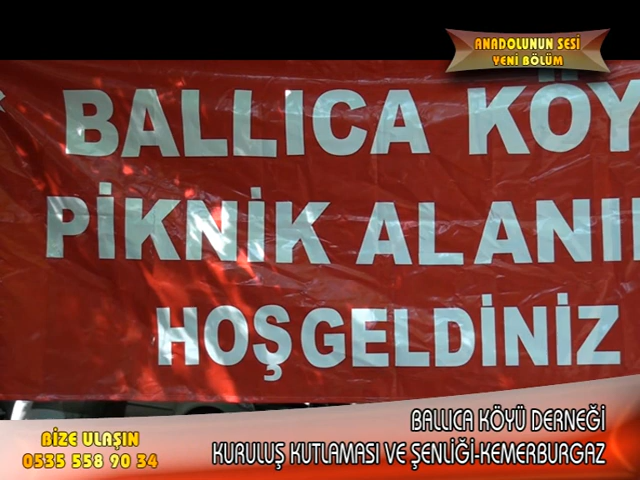 ANADOLUNUN SESİ
YENİ BÖLÜM
BALLICA KÖY
PİKNİK ALANI
HOŞGELDİNİZ
BALLICA KÖYÜ DERNEĞİ
KURULUŞ KUTLAMASI VE ŞENLİĞİ-KEMERBURGAZ
BİZE ULAŞIN
0535 558 90 34